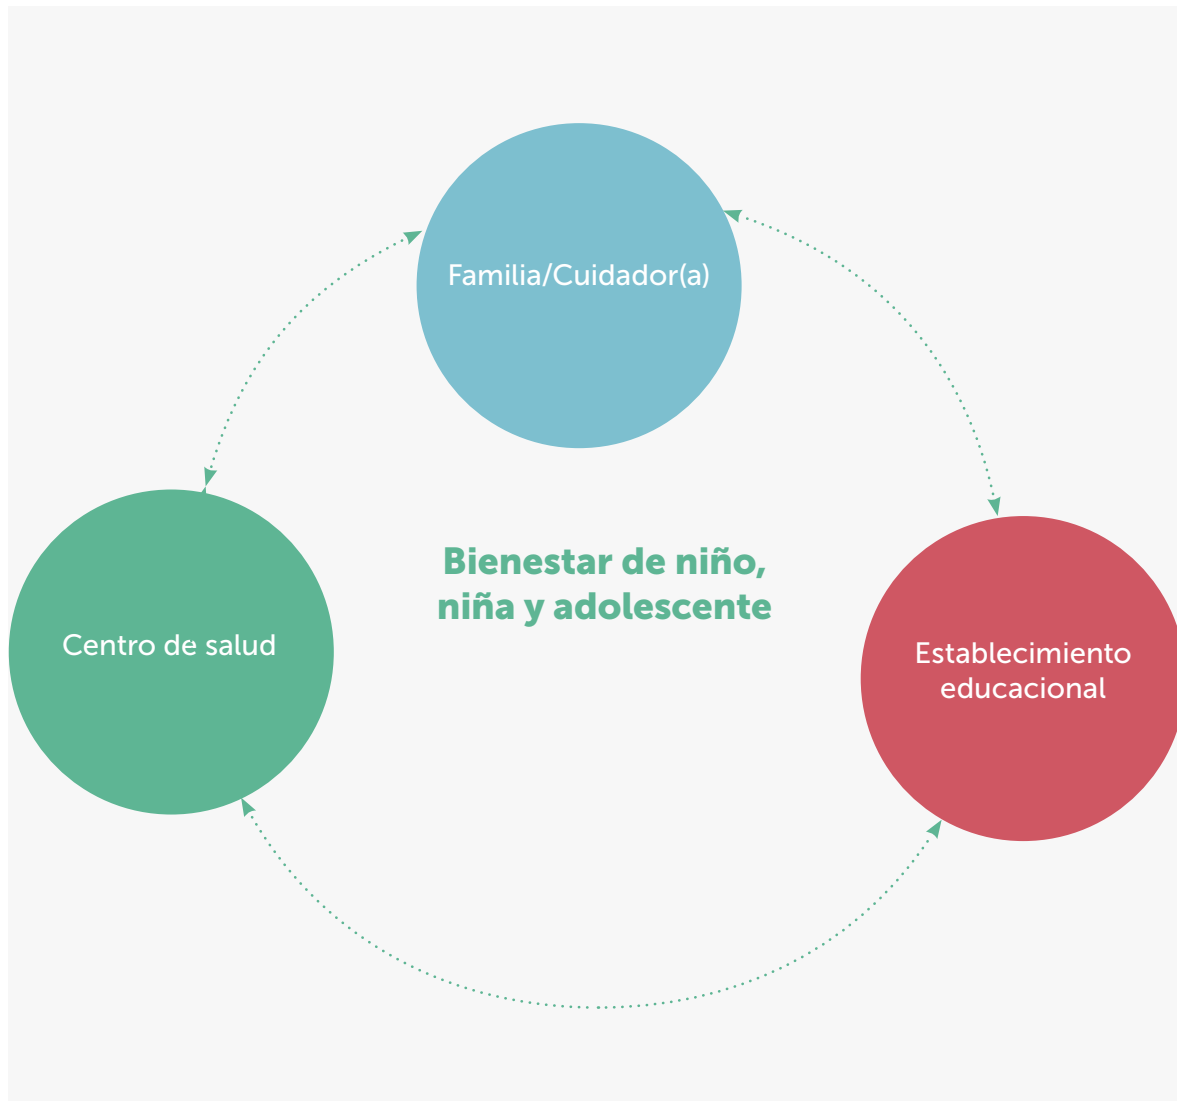 Familia/Cuidador(a)
Bienestar de niño,
niña y adolescente
Centro de salud
Establecimiento
educacional